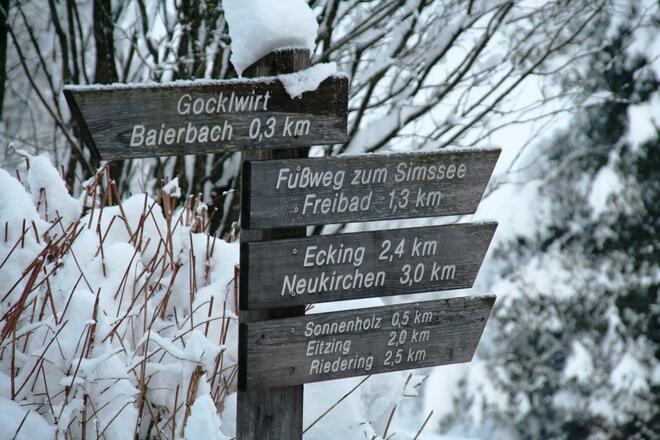 Gocklwirt
Baierbach 0,3 km
Fußweg zum Simssee
Freibad 1,3 km
Ecking 2,4 km
Neukirchen 3,0 km
Sonnenholz 0,5 km
Eitzing 2,0 km
Riedering 2,5 km